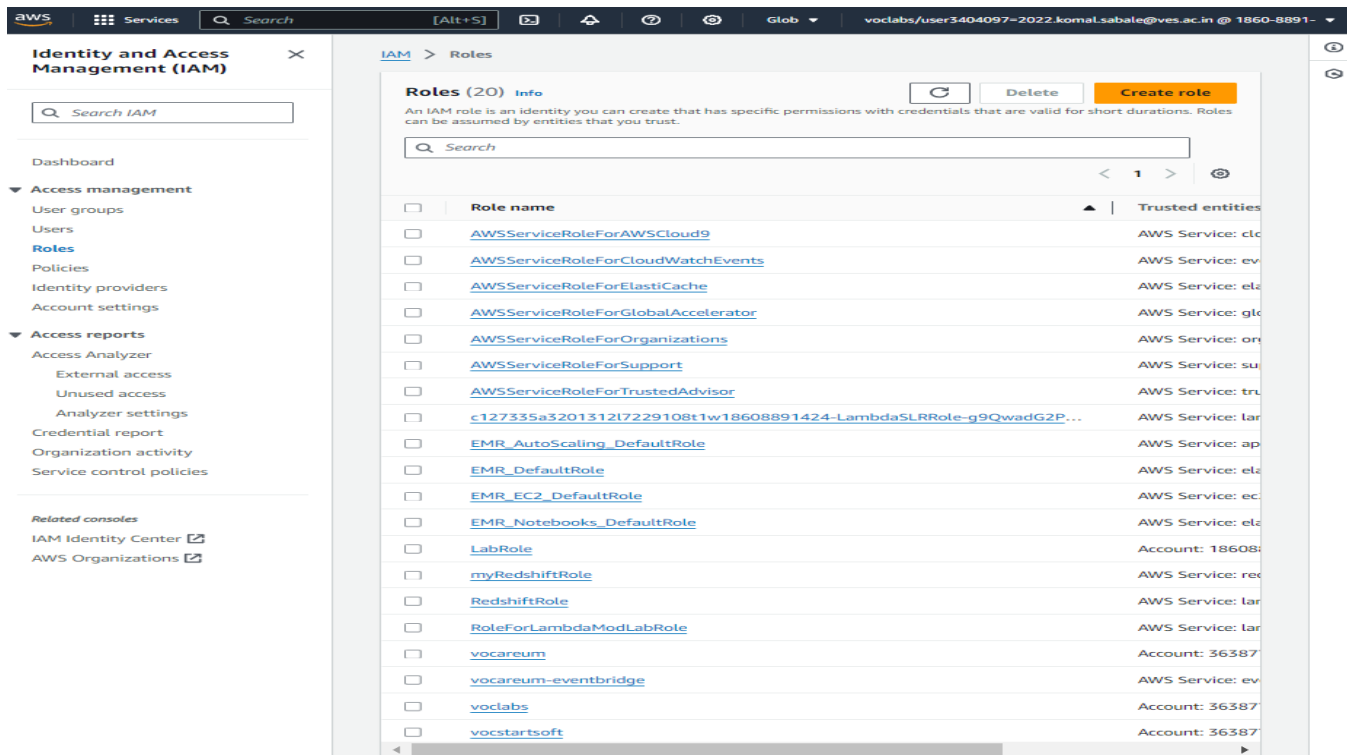 aws Services Search [Alt+S] Glob voclabs/user3404097=2022.komal.sabale@ves.ac.in @ 1860-8891-
Identity and Access
Management (IAM)
Search IAM
Dashboard
Access management
User groups
Users
Roles
Policies
Identity providers
Account settings
Access reports
Access Analyzer
External access
Unused access
Analyzer settings
Credential report
Organization activity
Service control policies
Related consoles
IAM Identity Center
AWS Organizations
IAM > Roles
Roles (20) Info Delete Create role
An IAM role is an identity you can create that has specific permissions with credentials that are valid for short durations. Roles
can be assumed by entities that you trust.
Search
< 1 >
Role name Trusted entities
AWSServiceRoleForAWSCloud9 AWS Service: clo
AWSServiceRoleForCloudWatchEvents AWS Service: ev
AWSServiceRoleForElastiCache AWS Service: ela
AWSServiceRoleForGlobalAccelerator AWS Service: glo
AWSServiceRoleForOrganizations AWS Service: org
AWSServiceRoleForSupport AWS Service: su
AWSServiceRoleForTrustedAdvisor AWS Service: tru
c127335a3201312l7229108t1w18608891424-LambdaSLRRole-g9QwadG2P... AWS Service: lar
EMR_AutoScaling_DefaultRole AWS Service: ap
EMR_DefaultRole AWS Service: ela
EMR_EC2_DefaultRole AWS Service: ec
EMR_Notebooks_DefaultRole AWS Service: ela
LabRole Account: 18608
myRedshiftRole AWS Service: red
RedshiftRole AWS Service: lar
RoleForLambdaModLabRole AWS Service: lar
vocareum Account: 36387
vocareum-eventbridge AWS Service: ev
voclabs Account: 36387
vocstartsoft Account: 36387